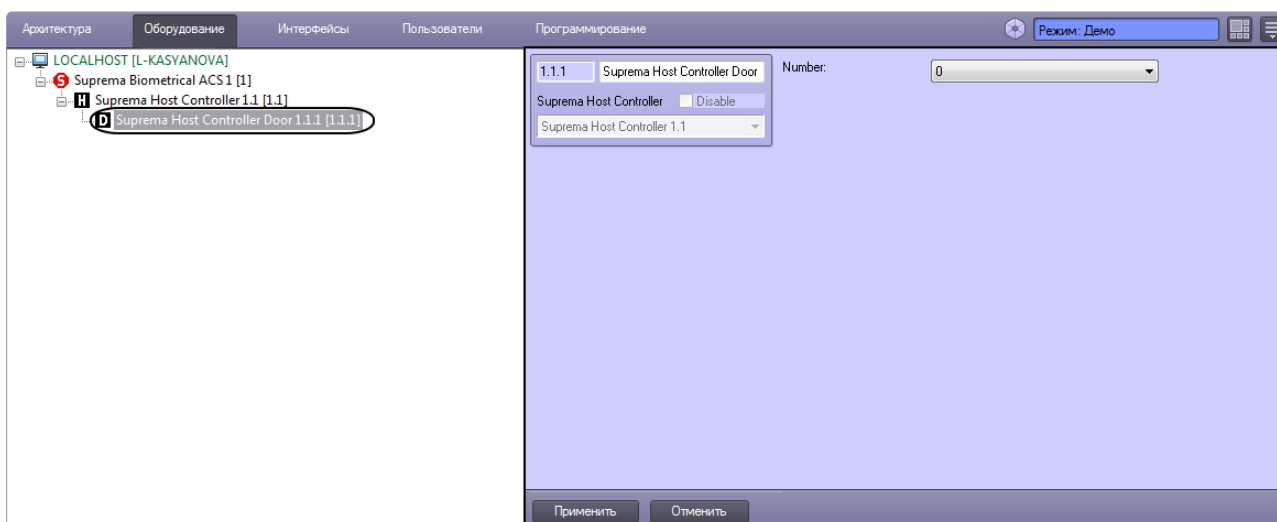 Архитектура Оборудование Интерфейсы Пользователи Программирование Режим: Демо
LOCALHOST [L-KASYANOVA]
S Suprema Biometrical ACS 1 [1]
H Suprema Host Controller 1.1 [1.1]
D Suprema Host Controller Door 1.1.1 [1.1.1]
1.1.1 Suprema Host Controller Door
Suprema Host Controller Disable
Suprema Host Controller 1.1
Number: 0
Применить Отменить